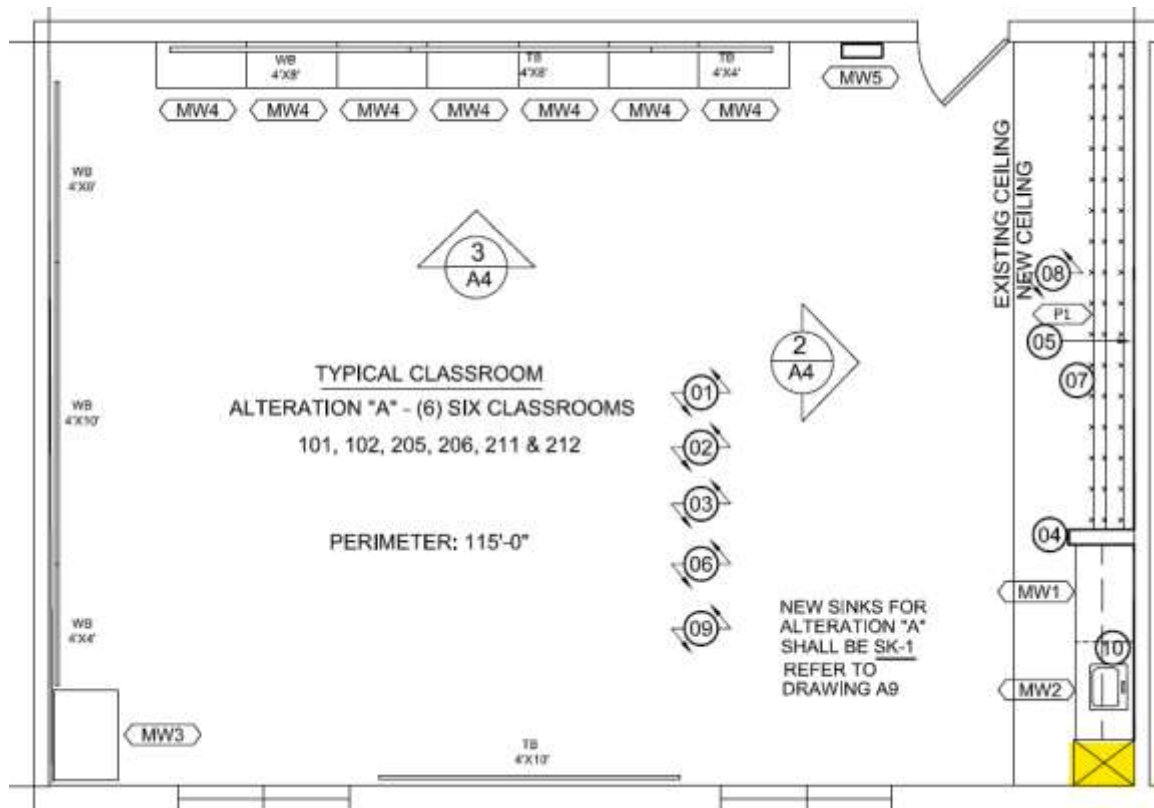 WB
4'X8'
TB
4'X8'
TB
4'X4'
MW4
MW4
MW4
MW4
MW4
MW4
MW4
MW5
WB
4'X8'
3
A4
EXISTING CEILING
NEW CEILING
08
P1
05
07
2
A4
TYPICAL CLASSROOM
ALTERATION "A" - (6) SIX CLASSROOMS
101, 102, 205, 206, 211 & 212
01
02
03
06
09
WB
4'X10'
PERIMETER: 115'-0"
04
MW1
NEW SINKS FOR
ALTERATION "A"
SHALL BE SK-1
REFER TO
DRAWING A9
10
MW2
WB
4'X4'
MW3
TB
4'X10'